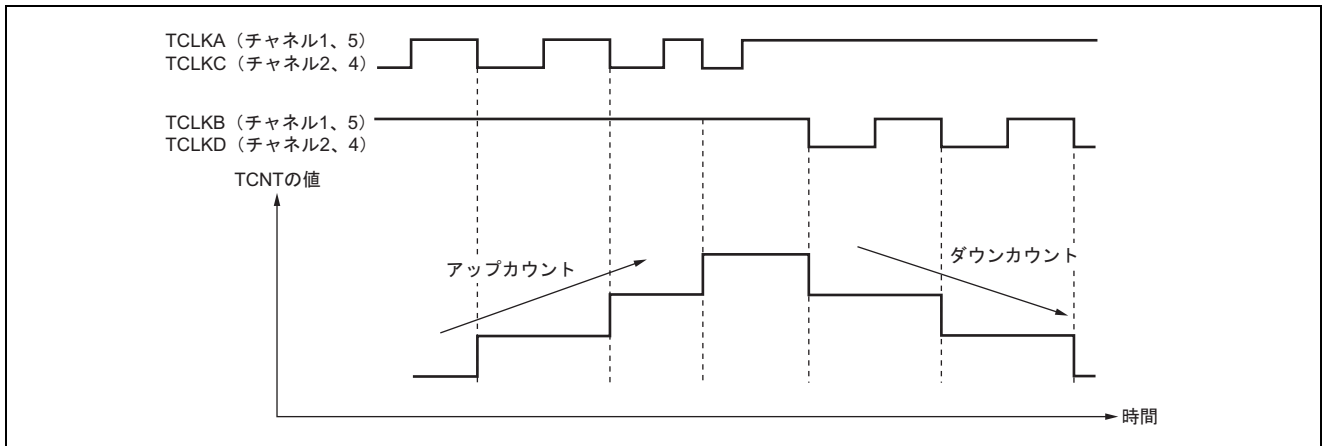 TCLKA（チャネル1、5）
TCLKC（チャネル2、4）
TCLKB（チャネル1、5）
TCLKD（チャネル2、4）
TCNTの値
アップカウント
ダウンカウント
時間